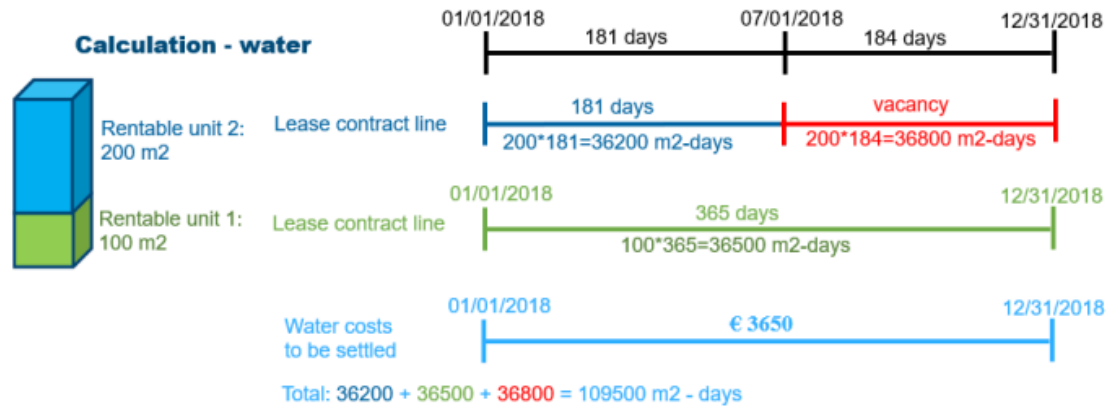 01/01/2018 07/01/2018 12/31/2018
Calculation - water
181 days 184 days
Rentable unit 2:
200 m2
Lease contract line
181 days vacancy
200*181=36200 m2-days 200*184=36800 m2-days
01/01/2018 12/31/2018
Rentable unit 1:
100 m2
Lease contract line
365 days
100*365=36500 m2-days
01/01/2018 12/31/2018
Water costs
to be settled
€ 3650
Total: 36200 + 36500 + 36800 = 109500 m2 - days